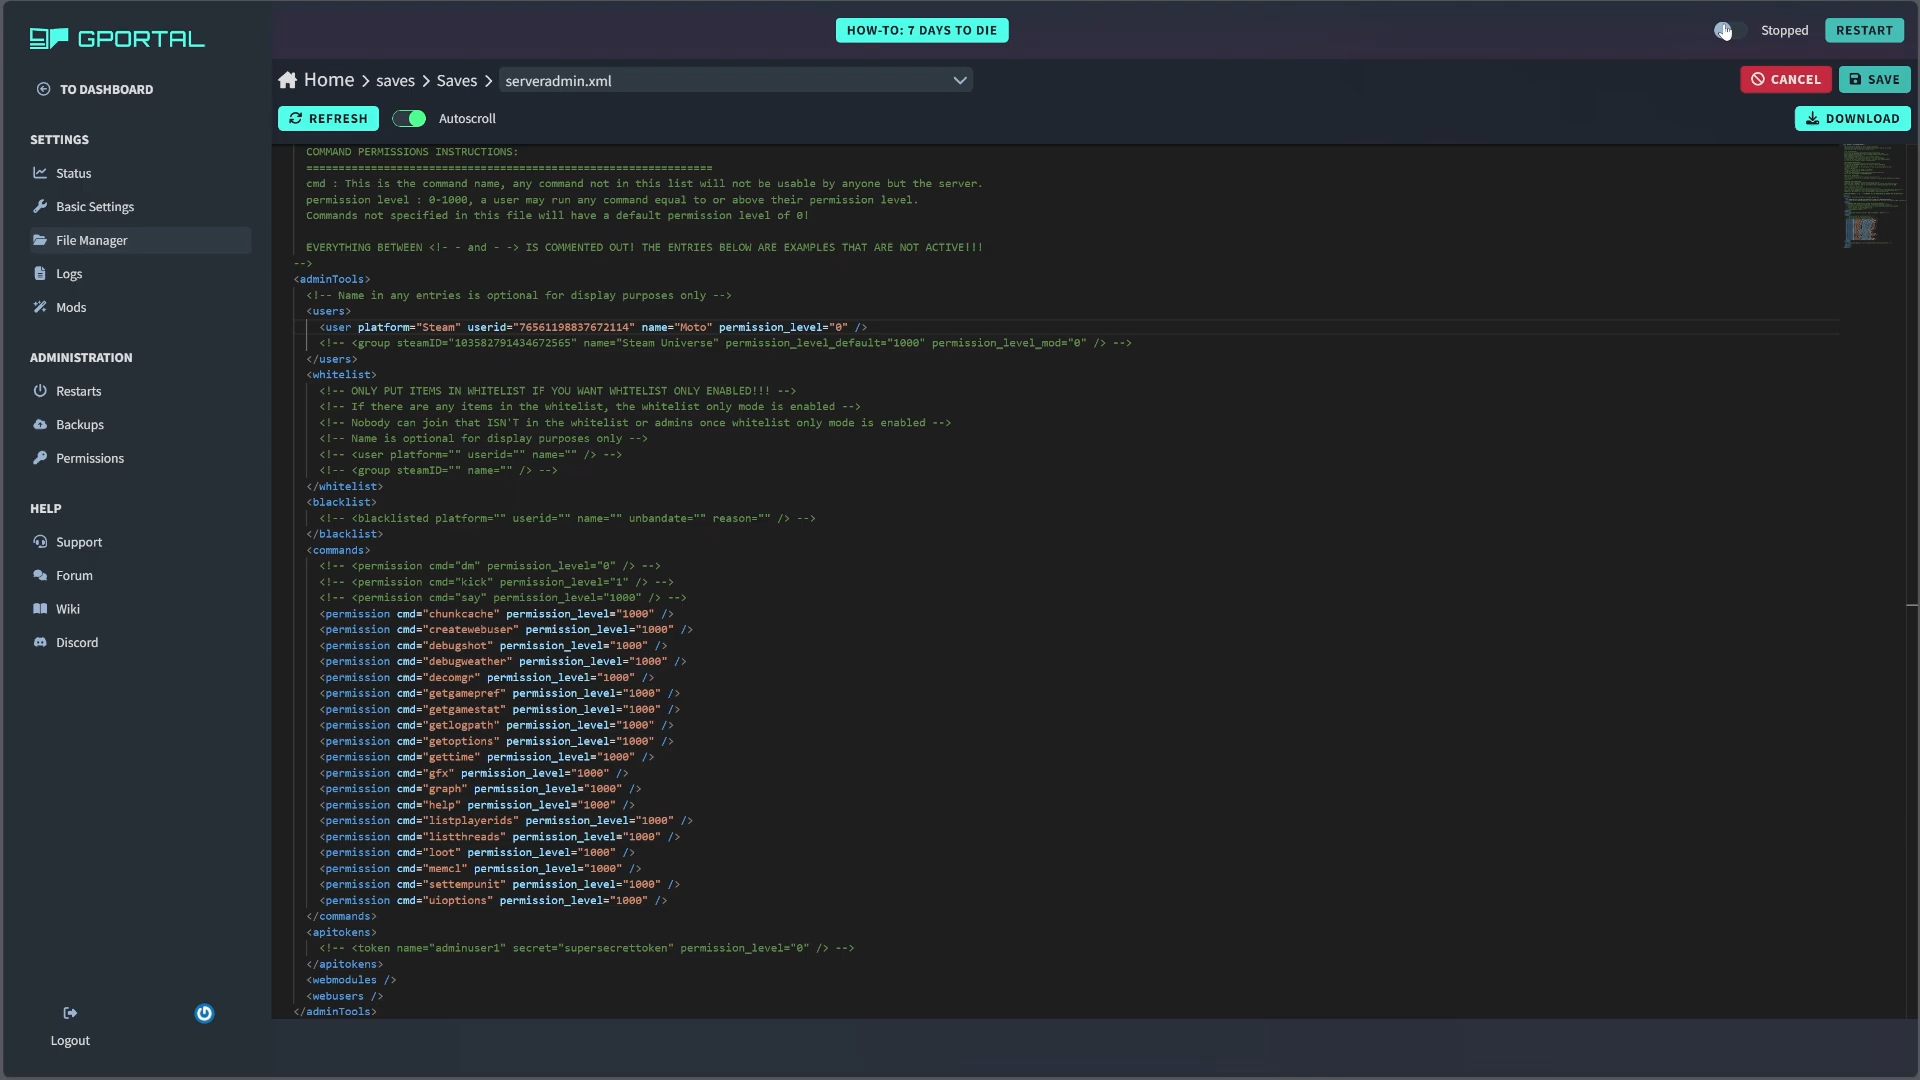 GPORTAL
HOW-TO: 7 DAYS TO DIE
Stopped
RESTART
TO DASHBOARD
SETTINGS
Status
Basic Settings
File Manager
Logs
Mods
ADMINISTRATION
Restarts
Backups
Permissions
HELP
Support
Forum
Wiki
Discord
Logout
Home > saves > Saves > serveradmin.xml
CANCEL
SAVE
REFRESH
Autoscroll
DOWNLOAD
COMMAND PERMISSIONS INSTRUCTIONS:
===============================================================
cmd : This is the command name, any command not in this list will not be usable by anyone but the server.
permission level : 0-1000, a user may run any command equal to or above their permission level.
Commands not specified in this file will have a default permission level of 0!
EVERYTHING BETWEEN <!- - and - -> IS COMMENTED OUT! THE ENTRIES BELOW ARE EXAMPLES THAT ARE NOT ACTIVE!!!
-->
<adminTools>
<!-- Name in any entries is optional for display purposes only -->
<users>
<user platform="Steam" userid="76561198837672114" name="Moto" permission_level="0" />
<!-- <group steamID="103582791434672565" name="Steam Universe" permission_level_default="1000" permission_level_mod="0" /> -->
</users>
<whitelist>
<!-- ONLY PUT ITEMS IN WHITELIST IF YOU WANT WHITELIST ONLY ENABLED!!! -->
<!-- If there are any items in the whitelist, the whitelist only mode is enabled -->
<!-- Nobody can join that ISN'T in the whitelist or admins once whitelist only mode is enabled -->
<!-- Name is optional for display purposes only -->
<!-- <user platform="" userid="" name="" /> -->
<!-- <group steamID="" name="" /> -->
</whitelist>
<blacklist>
<!-- <blacklisted platform="" userid="" name="" unbandate="" reason="" /> -->
</blacklist>
<commands>
<!-- <permission cmd="dm" permission_level="0" /> -->
<!-- <permission cmd="kick" permission_level="1" /> -->
<!-- <permission cmd="say" permission_level="1000" /> -->
<permission cmd="chunkcache" permission_level="1000" />
<permission cmd="createwebuser" permission_level="1000" />
<permission cmd="debugshot" permission_level="1000" />
<permission cmd="debugweather" permission_level="1000" />
<permission cmd="decomgr" permission_level="1000" />
<permission cmd="getgamepref" permission_level="1000" />
<permission cmd="getgamestat" permission_level="1000" />
<permission cmd="getlogpath" permission_level="1000" />
<permission cmd="getoptions" permission_level="1000" />
<permission cmd="gettime" permission_level="1000" />
<permission cmd="gfx" permission_level="1000" />
<permission cmd="graph" permission_level="1000" />
<permission cmd="help" permission_level="1000" />
<permission cmd="listplayerids" permission_level="1000" />
<permission cmd="listthreads" permission_level="1000" />
<permission cmd="loot" permission_level="1000" />
<permission cmd="memcl" permission_level="1000" />
<permission cmd="settempunit" permission_level="1000" />
<permission cmd="uioptions" permission_level="1000" />
</commands>
<apitokens>
<!-- <token name="adminuser1" secret="supersecrettoken" permission_level="0" /> -->
</apitokens>
<webmodules />
<webusers />
</adminTools>